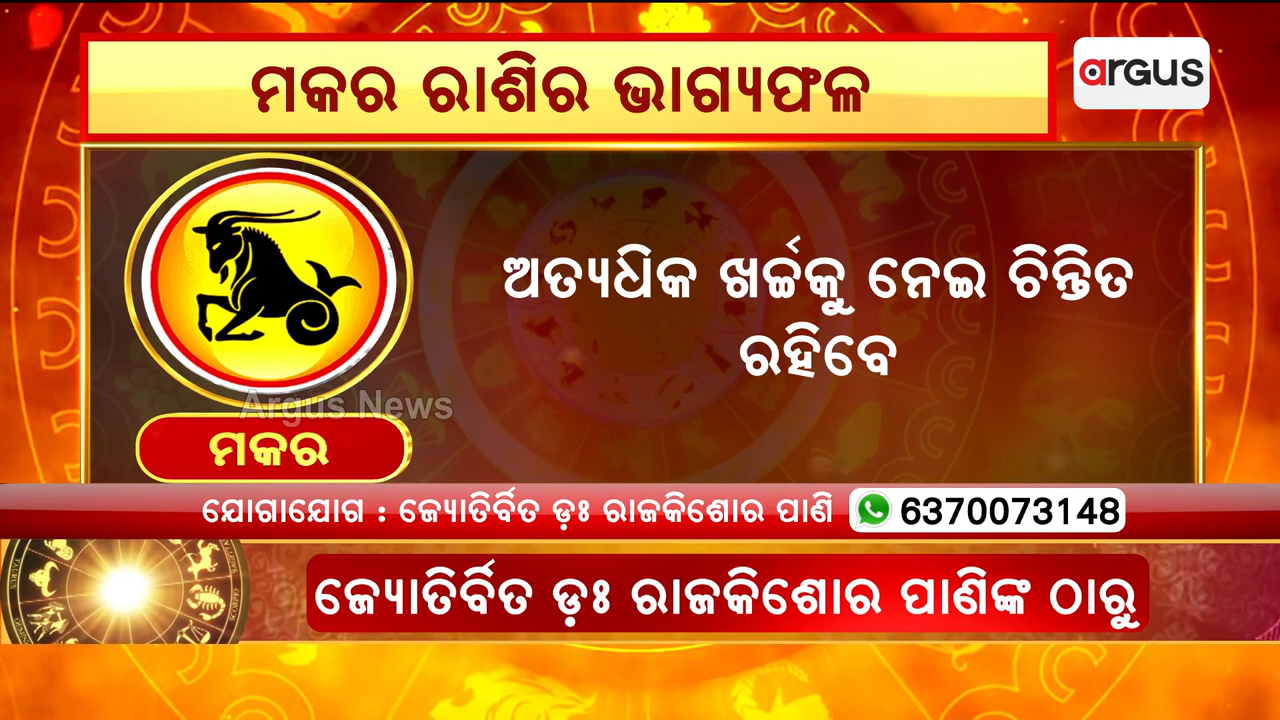 ମକର ରାଶିର ଭାଗ୍ୟଫଳ
argus
ଅତ୍ୟଧିକ ଖର୍ଚ୍ଚକୁ ନେଇ ଚିନ୍ତିତ
ରହିବେ
Argus News
ମକର
ଯୋଗାଯୋଗ : ଜ୍ୟୋତିର୍ବିତ ଡ଼ଃ ରାଜକିଶୋର ପାଣି 6370073148
ଜ୍ୟୋତିର୍ବିତ ଡ଼ଃ ରାଜକିଶୋର ପାଣିଙ୍କ ଠାରୁ